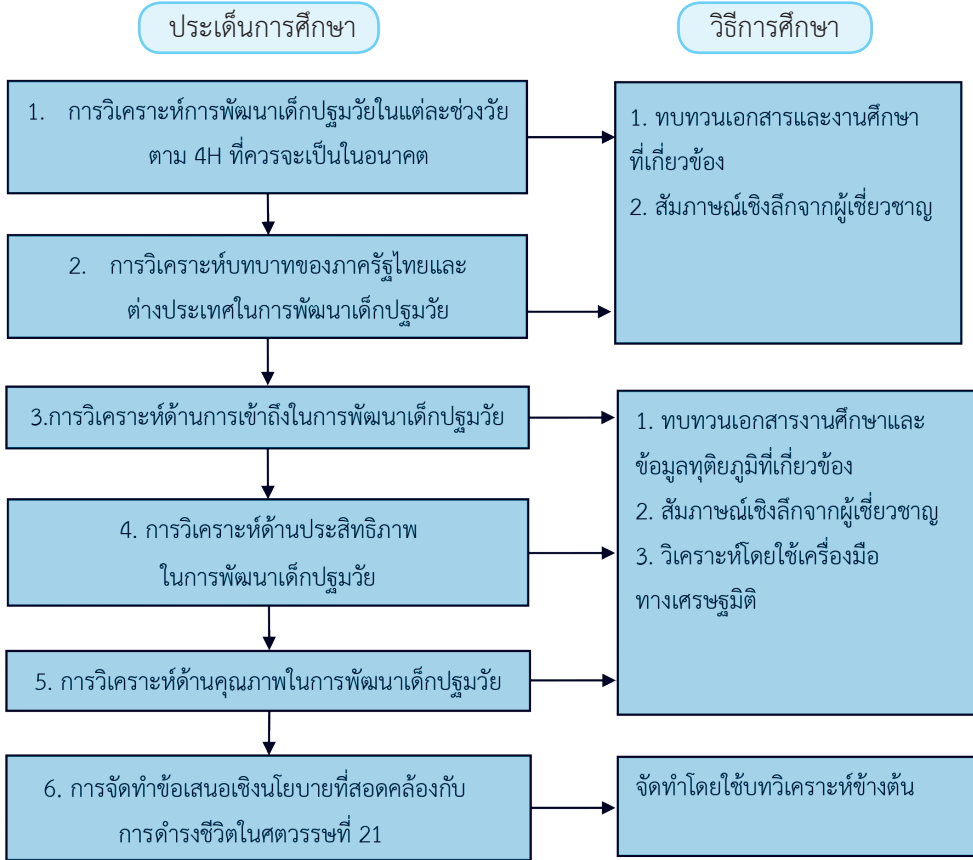 ประเด็นการศึกษา
วิธีการศึกษา
1. การวิเคราะห์การพัฒนาเด็กปฐมวัยในแต่ละช่วงวัย
ตาม 4H ที่ควรจะเป็นในอนาคต
1. ทบทวนเอกสารและงานศึกษา
ที่เกี่ยวข้อง
2. สัมภาษณ์เชิงลึกจากผู้เชี่ยวชาญ
2. การวิเคราะห์บทบาทของภาครัฐไทยและ
ต่างประเทศในการพัฒนาเด็กปฐมวัย
3.การวิเคราะห์ด้านการเข้าถึงในการพัฒนาเด็กปฐมวัย
4. การวิเคราะห์ด้านประสิทธิภาพ
ในการพัฒนาเด็กปฐมวัย
5. การวิเคราะห์ด้านคุณภาพในการพัฒนาเด็กปฐมวัย
1. ทบทวนเอกสารงานศึกษาและ
ข้อมูลทุติยภูมิที่เกี่ยวข้อง
2. สัมภาษณ์เชิงลึกจากผู้เชี่ยวชาญ
3. วิเคราะห์โดยใช้เครื่องมือ
ทางเศรษฐมิติ
6. การจัดทำข้อเสนอเชิงนโยบายที่สอดคล้องกับ
การดำรงชีวิตในศตวรรษที่ 21
จัดทำโดยใช้บทวิเคราะห์ข้างต้น